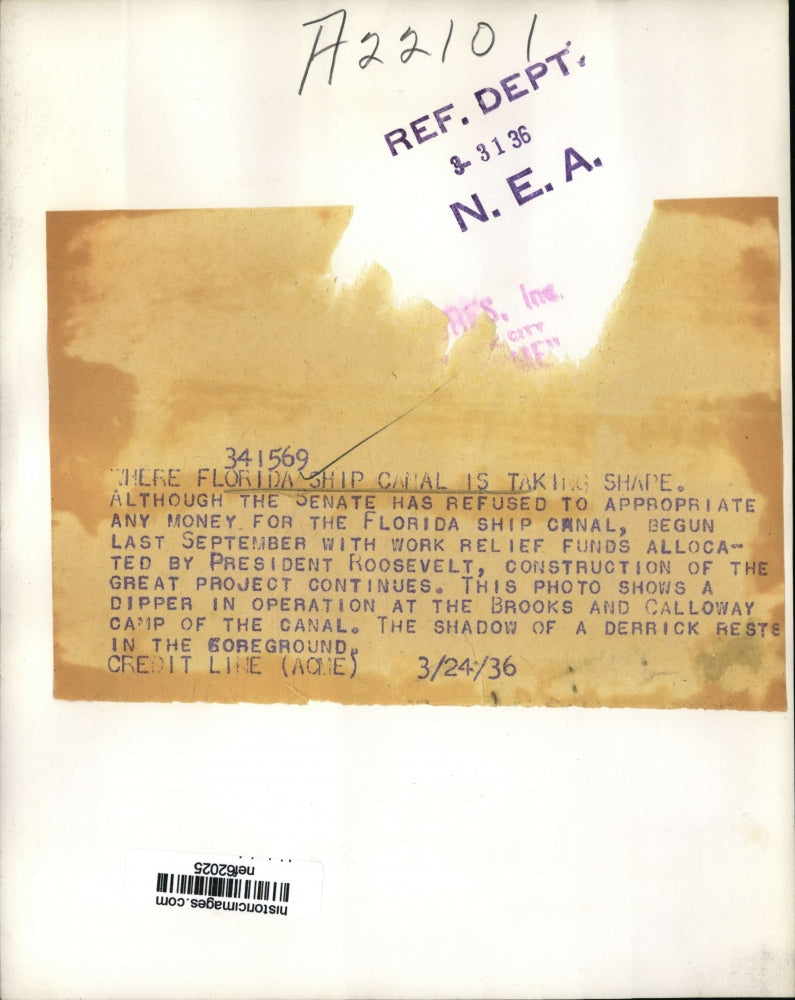 A22101
REF. DEPT.
3 31 36
N. E. A.
Inc.
CITY
341569
WHERE FLORIDA SHIP CANAL IS TAKING SHAPE.
ALTHOUGH THE SENATE HAS REFUSED TO APPROPRIATE
ANY MONEY FOR THE FLORIDA SHIP CANAL, BEGUN
LAST SEPTEMBER WITH WORK RELIEF FUNDS ALLOCA-
TED BY PRESIDENT ROOSEVELT, CONSTRUCTION OF THE
GREAT PROJECT CONTINUES. THIS PHOTO SHOWS A
DIPPER IN OPERATION AT THE BROOKS AND CALLOWAY
CAMP OF THE CANAL. THE SHADOW OF A DERRICK RESTS
IN THE FOREGROUND.
CREDIT LINE (ACME) 3/24/36
nef62025
historicimages.com